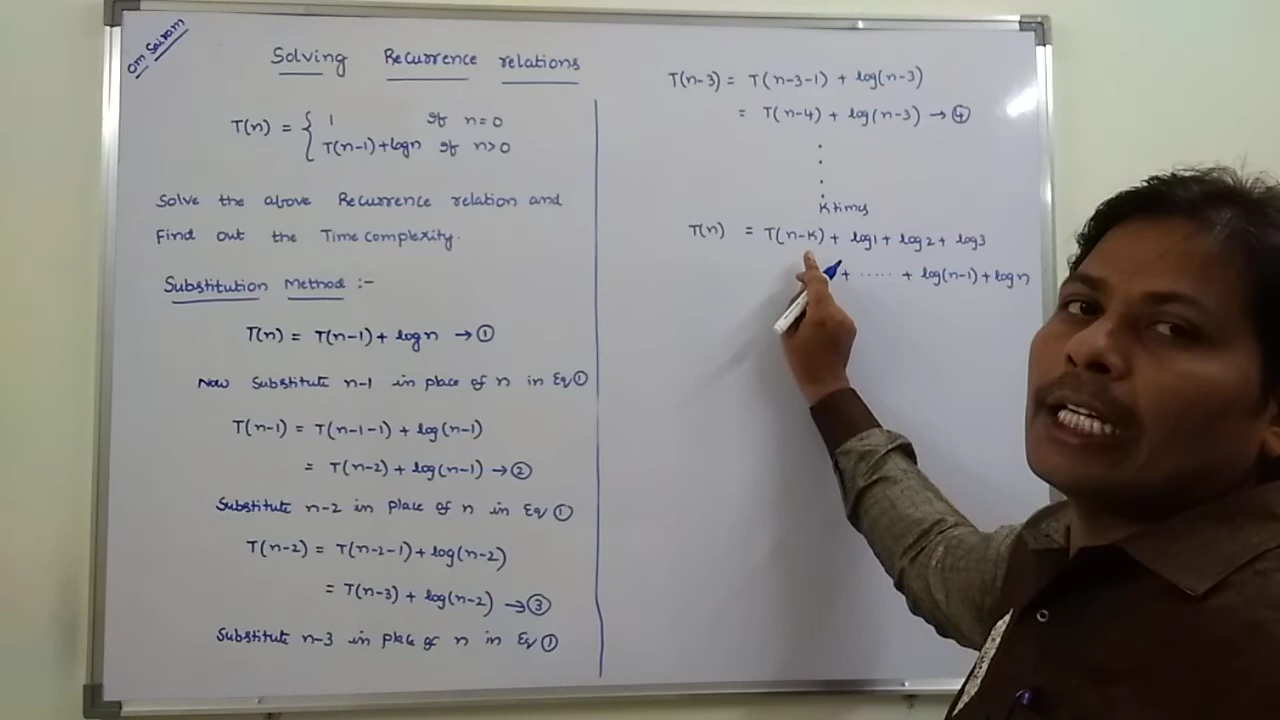 Om Sairam
Solving Recurrence relations
T(n) = { 1 if n=0
T(n-1)+logn if n>0
Solve the above Recurrence relation and
Find out the Timecomplexity.
Substitution Method :-
T(n) = T(n-1) + logn → ①
Now Substitute n-1 in place of n in Eq ①
T(n-1) = T(n-1-1) + log(n-1)
= T(n-2) + log(n-1) → ②
Substitute n-2 in place of n in Eq ①
T(n-2) = T(n-2-1) + log(n-2)
= T(n-3) + log(n-2) → ③
Substitute n-3 in place of n in Eq ①
T(n-3) = T(n-3-1) + log(n-3)
= T(n-4) + log(n-3) → ④
K times
T(n) = T(n-K) + log1 + log2 + log3
+ ..... + log(n-1) + logn